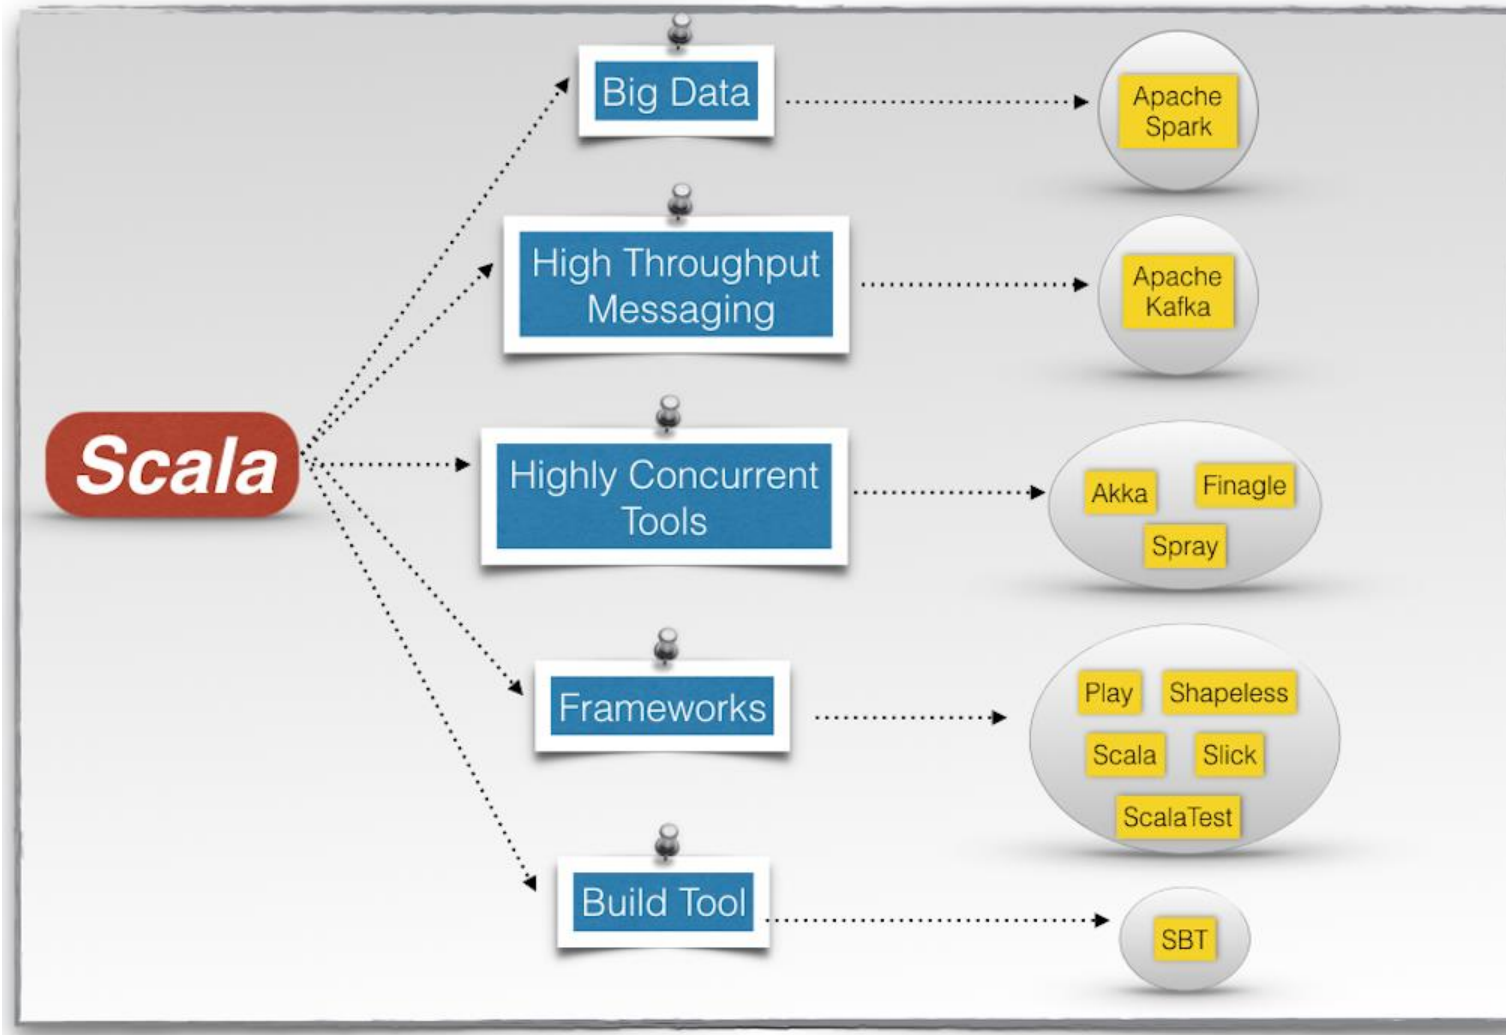 Big Data
Apache
Spark
High Throughput
Messaging
Apache
Kafka
Scala
Highly Concurrent
Tools
Akka
Finagle
Spray
Frameworks
Play
Shapeless
Scala
Slick
ScalaTest
Build Tool
SBT